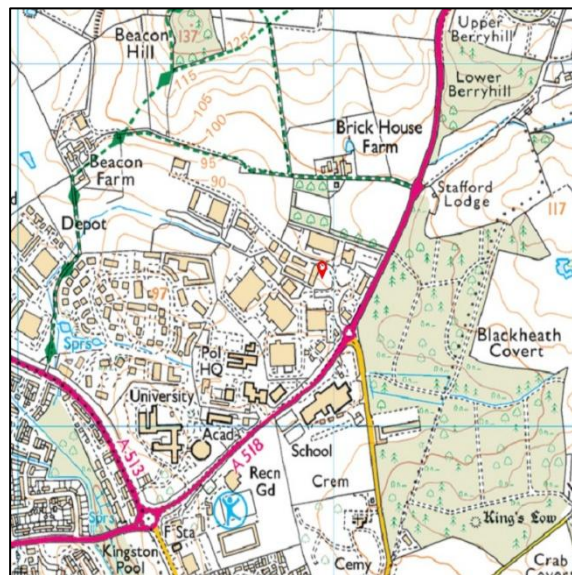 Upper
Berryhill
Beacon
Hill
137
125
115
Lower
Berryhill
105
100
Brick House
Farm
95
90
Beacon
Farm
Stafford
Lodge
117
Depot
97
Sprs
Pol
HQ
Blackheath
Covert
University
Acad
A 513
A 518
School
Recn
Gd
Crem
King's Low
Sprs
F Sta
Kingston
Pool
Cemy
Crab